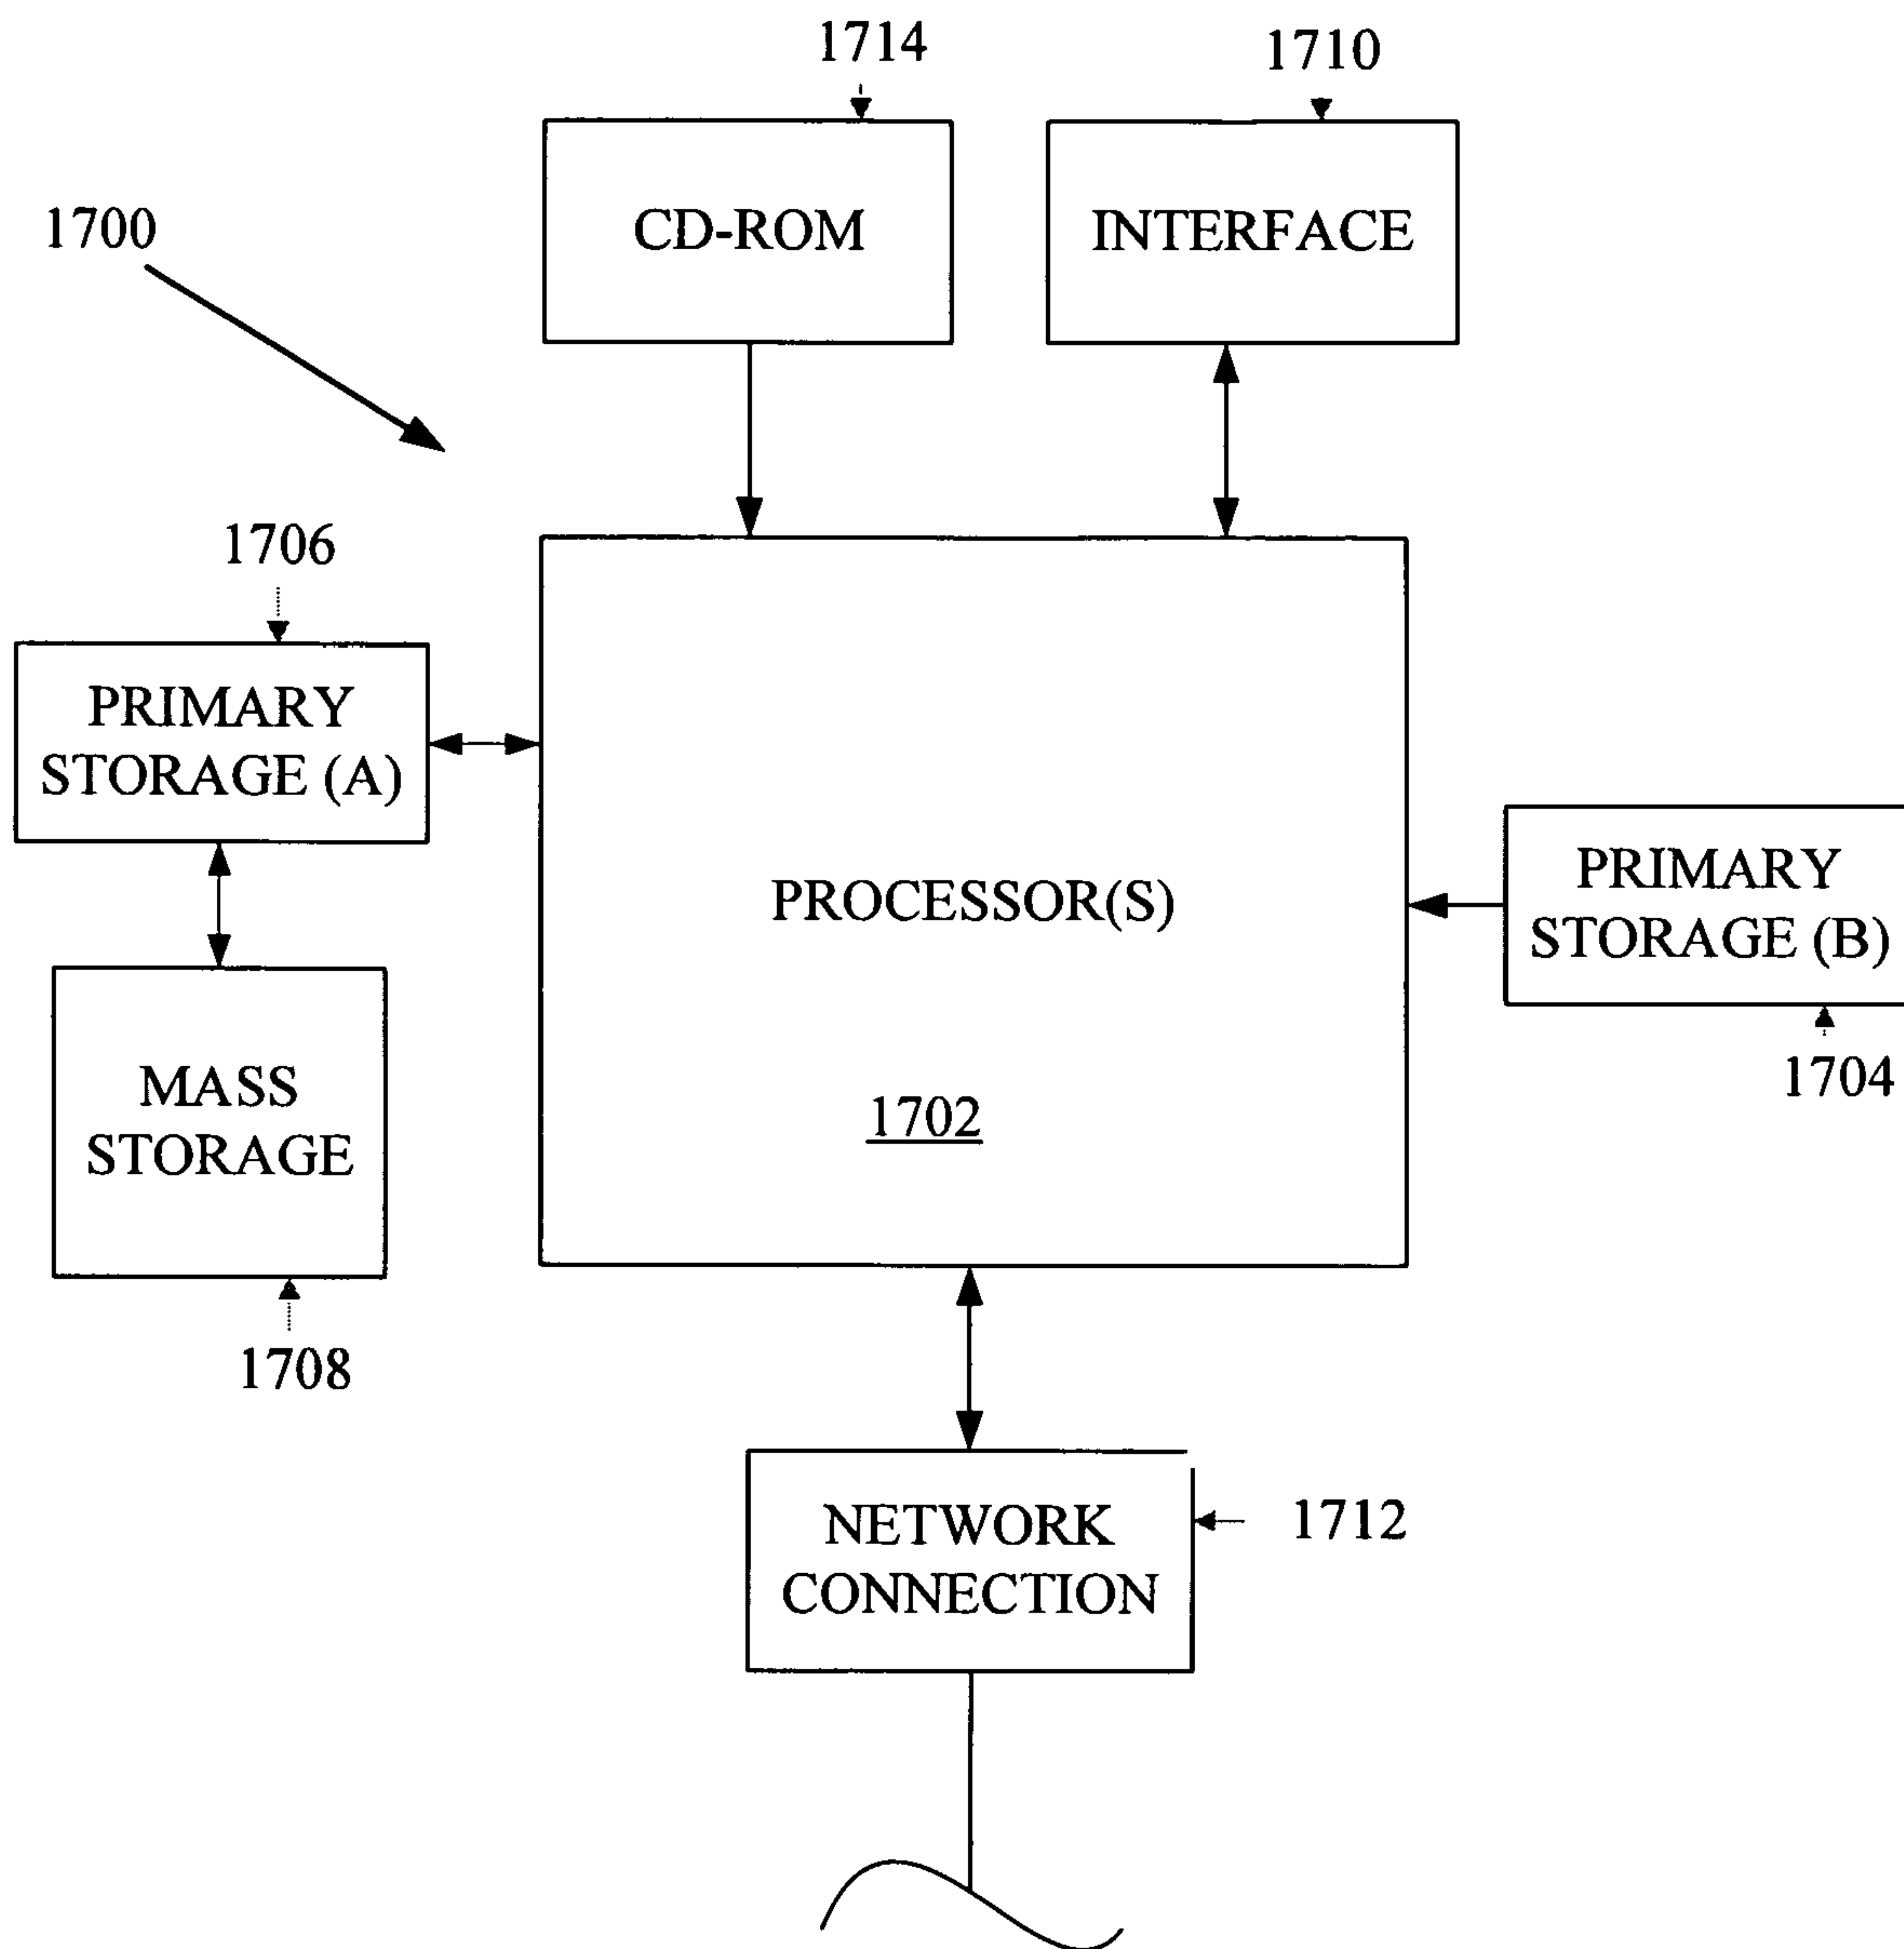 1714
1710
1700
CD-ROM
INTERFACE
1706
PRIMARY
STORAGE (A)
PROCESSOR(S)
1702
PRIMARY
STORAGE (B)
1704
MASS
STORAGE
1708
NETWORK
CONNECTION
1712